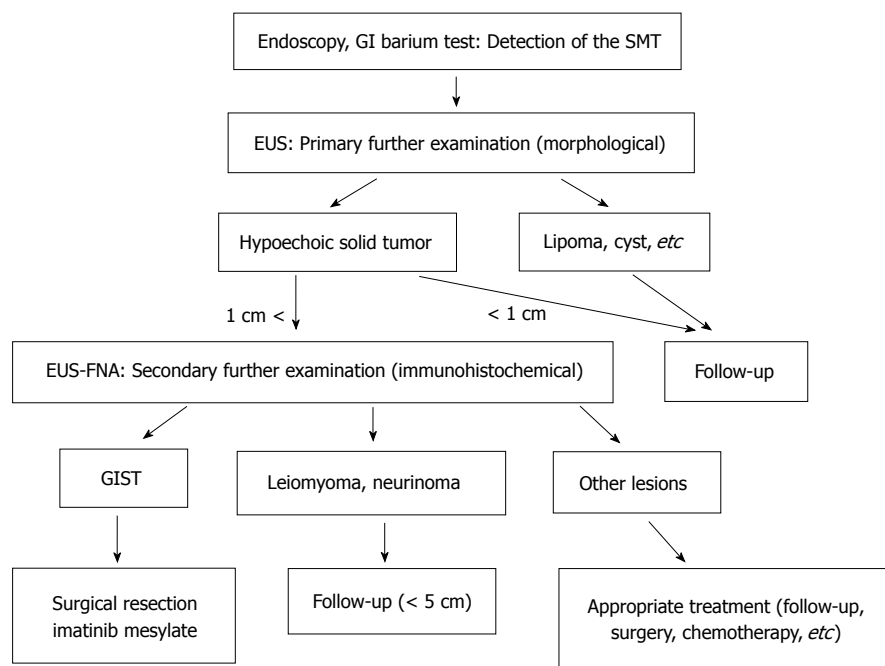 Endoscopy, GI barium test: Detection of the SMT
EUS: Primary further examination (morphological)
Hypoechoic solid tumor
Lipoma, cyst, etc
1 cm <
< 1 cm
EUS-FNA: Secondary further examination (immunohistochemical)
Follow-up
GIST
Leiomyoma, neurinoma
Other lesions
Surgical resection
imatinib mesylate
Follow-up (< 5 cm)
Appropriate treatment (follow-up,
surgery, chemotherapy, etc)